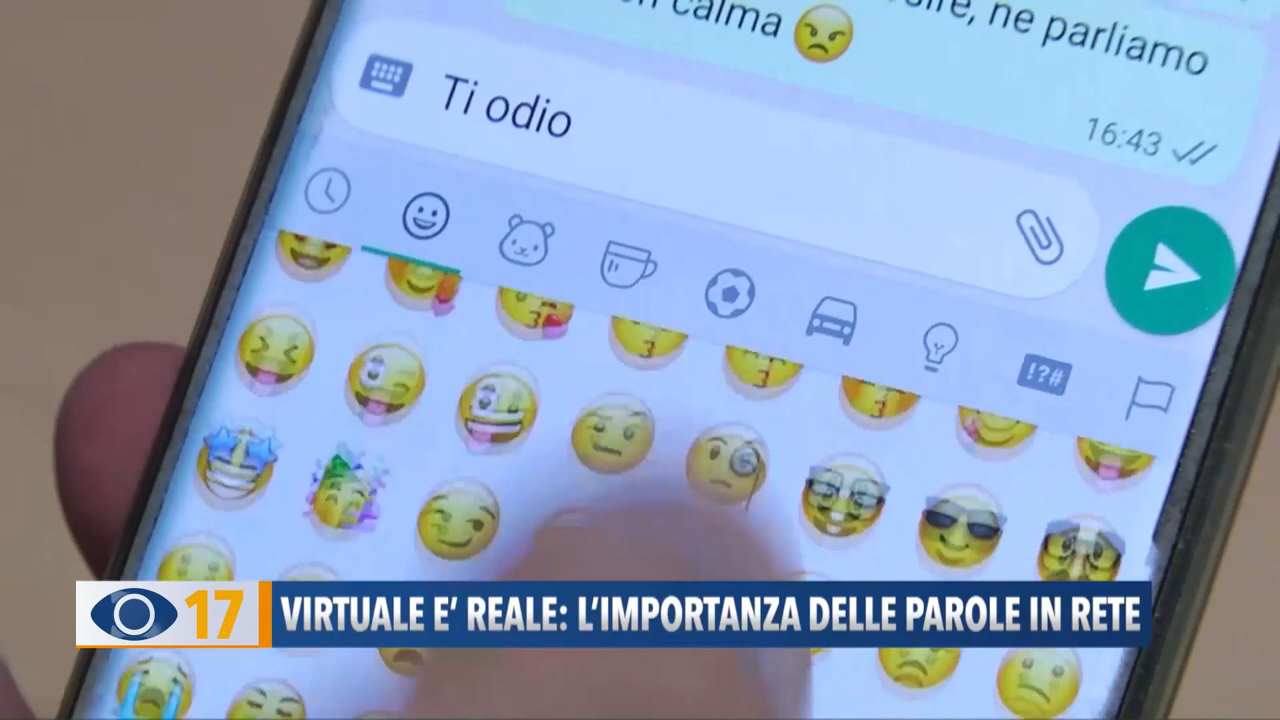 ne parliamo
calma
16:43
Ti odio
!?#
17
VIRTUALE E’ REALE: L’IMPORTANZA DELLE PAROLE IN RETE